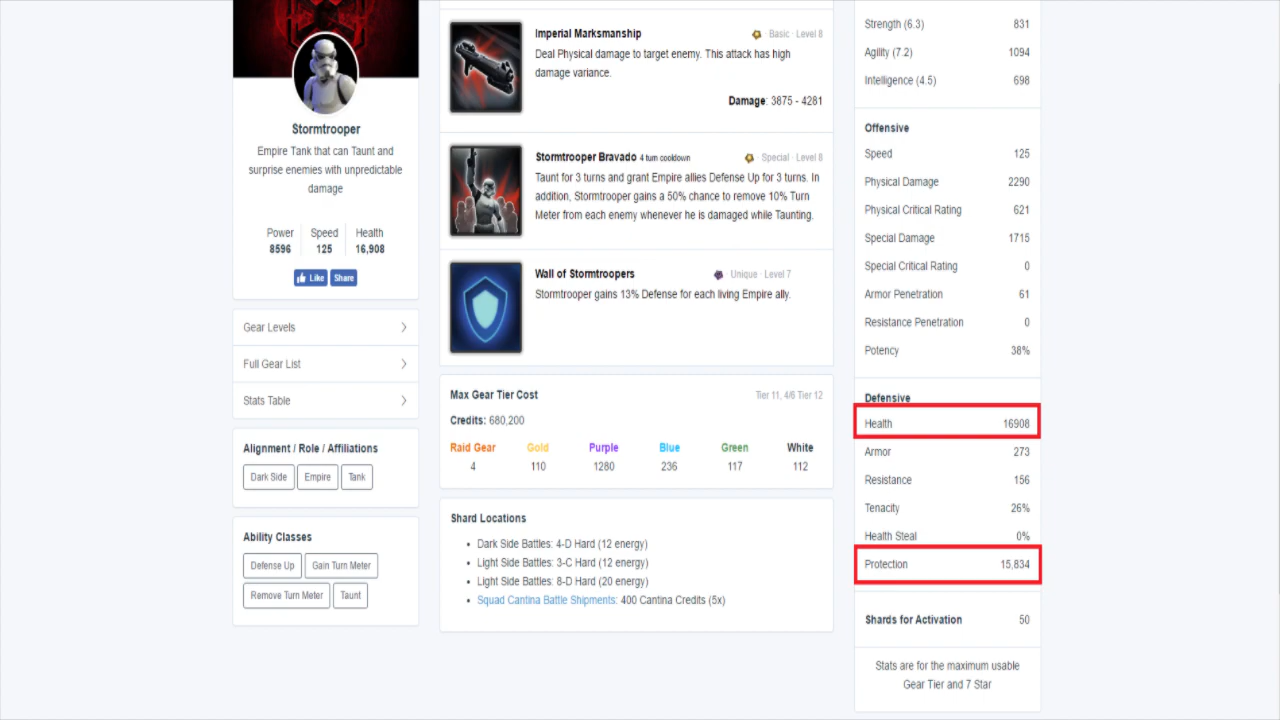 Stormtrooper
Empire Tank that can Taunt and
surprise enemies with unpredictable
damage
Power Speed Health
8596 125 16,908
Like Share
Gear Levels
Full Gear List
Stats Table
Alignment / Role / Affiliations
Dark Side Empire Tank
Ability Classes
Defense Up Gain Turn Meter
Remove Turn Meter Taunt
Imperial Marksmanship Basic · Level 8
Deal Physical damage to target enemy. This attack has high
damage variance.
Damage: 3875 - 4281
Stormtrooper Bravado 4 turn cooldown Special · Level 8
Taunt for 3 turns and grant Empire allies Defense Up for 3 turns. In
addition, Stormtrooper gains a 50% chance to remove 10% Turn
Meter from each enemy whenever he is damaged while Taunting.
Wall of Stormtroopers Unique · Level 7
Stormtrooper gains 13% Defense for each living Empire ally.
Max Gear Tier Cost Tier 11, 4/6 Tier 12
Credits: 680,200
Raid Gear Gold Purple Blue Green White
4 110 1280 236 117 112
Shard Locations
• Dark Side Battles: 4-D Hard (12 energy)
• Light Side Battles: 3-C Hard (12 energy)
• Light Side Battles: 8-D Hard (20 energy)
• Squad Cantina Battle Shipments: 400 Cantina Credits (5x)
Strength (6.3) 831
Agility (7.2) 1094
Intelligence (4.5) 698
Offensive
Speed 125
Physical Damage 2290
Physical Critical Rating 621
Special Damage 1715
Special Critical Rating 0
Armor Penetration 61
Resistance Penetration 0
Potency 38%
Defensive
Health 16908
Armor 273
Resistance 156
Tenacity 26%
Health Steal 0%
Protection 15,834
Shards for Activation 50
Stats are for the maximum usable
Gear Tier and 7 Star